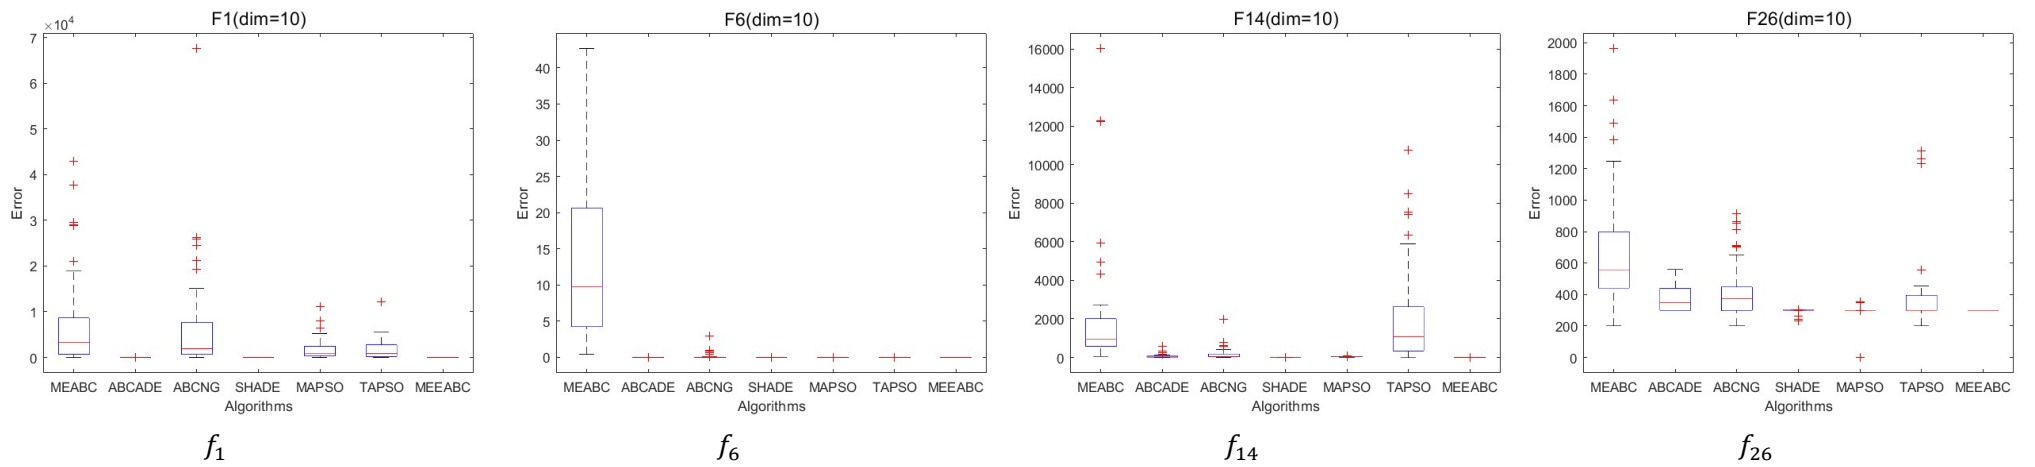 F1(dim=10)
×10⁴
7
6
5
4
3
2
1
0
Error
MEABC ABCADE ABCNG SHADE MAPSO TAPSO MEEABC
Algorithms
f₁
F6(dim=10)
40
35
30
25
20
15
10
5
0
Error
MEABC ABCADE ABCNG SHADE MAPSO TAPSO MEEABC
Algorithms
f₆
F14(dim=10)
16000
14000
12000
10000
8000
6000
4000
2000
0
Error
MEABC ABCADE ABCNG SHADE MAPSO TAPSO MEEABC
Algorithms
f₁₄
F26(dim=10)
2000
1800
1600
1400
1200
1000
800
600
400
200
0
Error
MEABC ABCADE ABCNG SHADE MAPSO TAPSO MEEABC
Algorithms
f₂₆